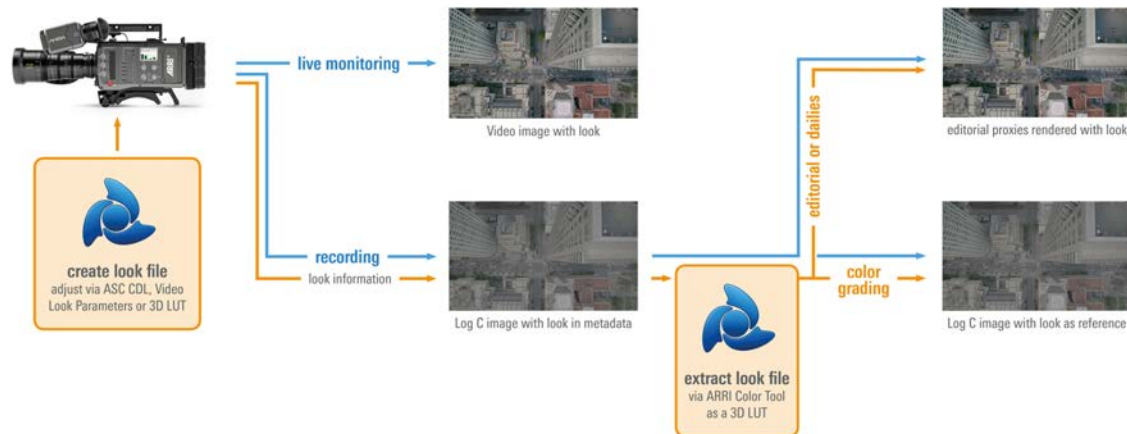 ARRI
live monitoring
Video image with look
editorial proxies rendered with look
editorial or dailies
create look file
adjust via ASC CDL, Video
Look Parameters or 3D LUT
recording
look information
Log C image with look in metadata
extract look file
via ARRI Color Tool
as a 3D LUT
color
grading
Log C image with look as reference